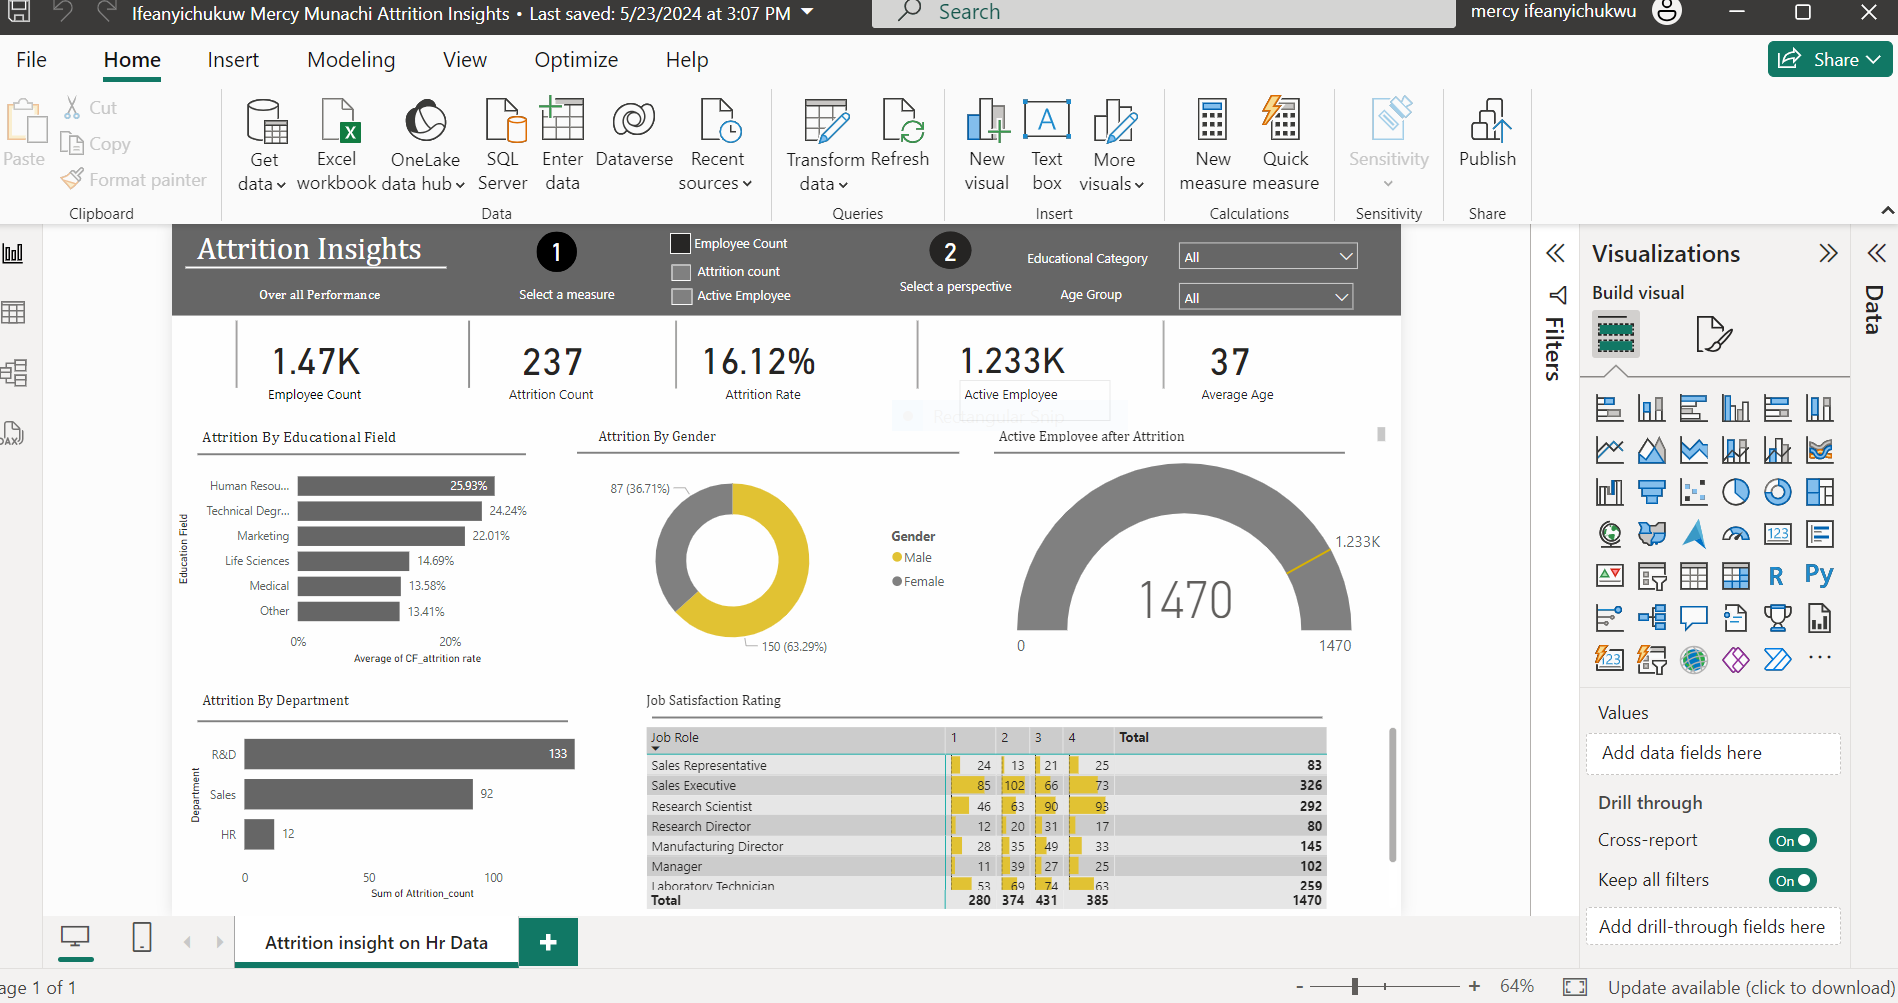 Ifeanyichukuw Mercy Munachi Attrition Insights • Last saved: 5/23/2024 at 3:07 PM
Search
mercy ifeanyichukwu
File Home Insert Modeling View Optimize Help
Share
Paste
Cut
Copy
Format painter
Clipboard
Get data
Excel workbook
OneLake data hub
SQL Server
Enter data
Dataverse
Recent sources
Data
Transform data
Refresh
Queries
New visual
Text box
More visuals
Insert
New measure
Quick measure
Calculations
Sensitivity
Sensitivity
Publish
Share
Attrition Insights
Over all Performance
1
Select a measure
Employee Count
Attrition count
Active Employee
2
Select a perspective
Educational Category
All
Age Group
All
1.47K
Employee Count
237
Attrition Count
16.12%
Attrition Rate
1.233K
Active Employee
37
Average Age
Rectangular Snip
Attrition By Educational Field
Education Field
Human Resou... 25.93%
Technical Degr... 24.24%
Marketing 22.01%
Life Sciences 14.69%
Medical 13.58%
Other 13.41%
0% 20%
Average of CF_attrition rate
Attrition By Gender
87 (36.71%)
150 (63.29%)
Gender
Male
Female
Active Employee after Attrition
1.233K
1470
0 1470
Attrition By Department
Department
R&D 133
Sales 92
HR 12
0 50 100
Sum of Attrition_count
Job Satisfaction Rating
Job Role 1 2 3 4 Total
Sales Representative 24 13 21 25 83
Sales Executive 85 102 66 73 326
Research Scientist 46 63 90 93 292
Research Director 12 20 31 17 80
Manufacturing Director 28 35 49 33 145
Manager 11 39 27 25 102
Laboratory Technician 53 69 74 63 259
Total 280 374 431 385 1470
Filters
Visualizations
Build visual
123
R
Py
123
Values
Add data fields here
Drill through
Cross-report On
Keep all filters On
Add drill-through fields here
Data
DAX
Attrition insight on Hr Data
age 1 of 1
- + 64%
Update available (click to download)